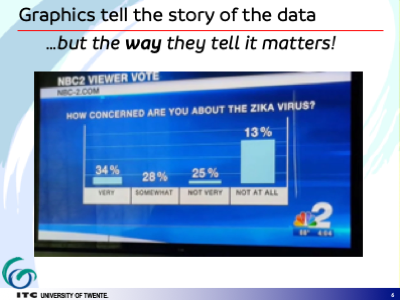 Graphics tell the story of the data
...but the way they tell it matters!
NBC2 VIEWER VOTE
NBC-2.COM
HOW CONCERNED ARE YOU ABOUT THE ZIKA VIRUS?
34%
28%
25%
13%
VERY
SOMEWHAT
NOT VERY
NOT AT ALL
2
88° 4:04
ITC UNIVERSITY OF TWENTE.